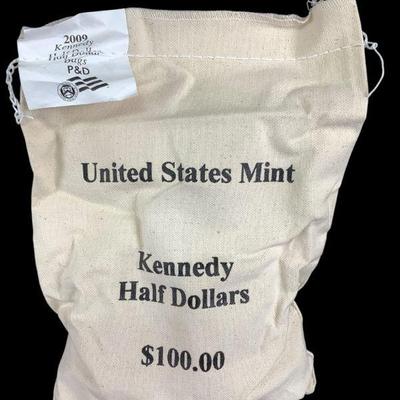 2009
Kennedy
Half Dollar
bags
P&D
United States Mint
Kennedy
Half Dollars
$100.00